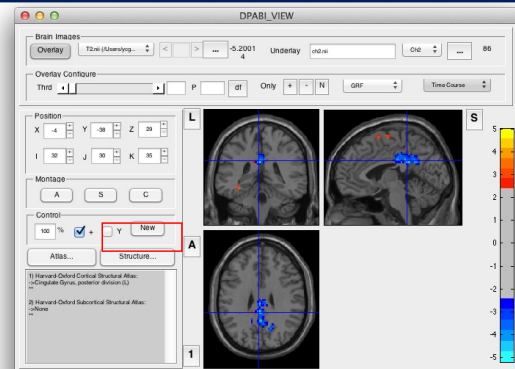 DPABI_VIEW
Brain Images
Overlay T2.nii (/Users/ycg... < > ... -5.2001 4 Underlay ch2.nii Ch2 ... 86
Overlay Configure
Thrd P df Only + - N GRF Time Course
Position
X -4 Y -38 Z 29
I 32 J 30 K 35
Montage
A S C
Control
100 % + Y New
Atlas... Structure...
1) Harvard-Oxford Cortical Structural Atlas:
->Cingulate Gyrus, posterior division (L)
""
2) Harvard-Oxford Subcortical Structural Atlas:
->None
""
L
S
A
1
5
4
3
2
1
0
-1
-2
-3
-4
-5